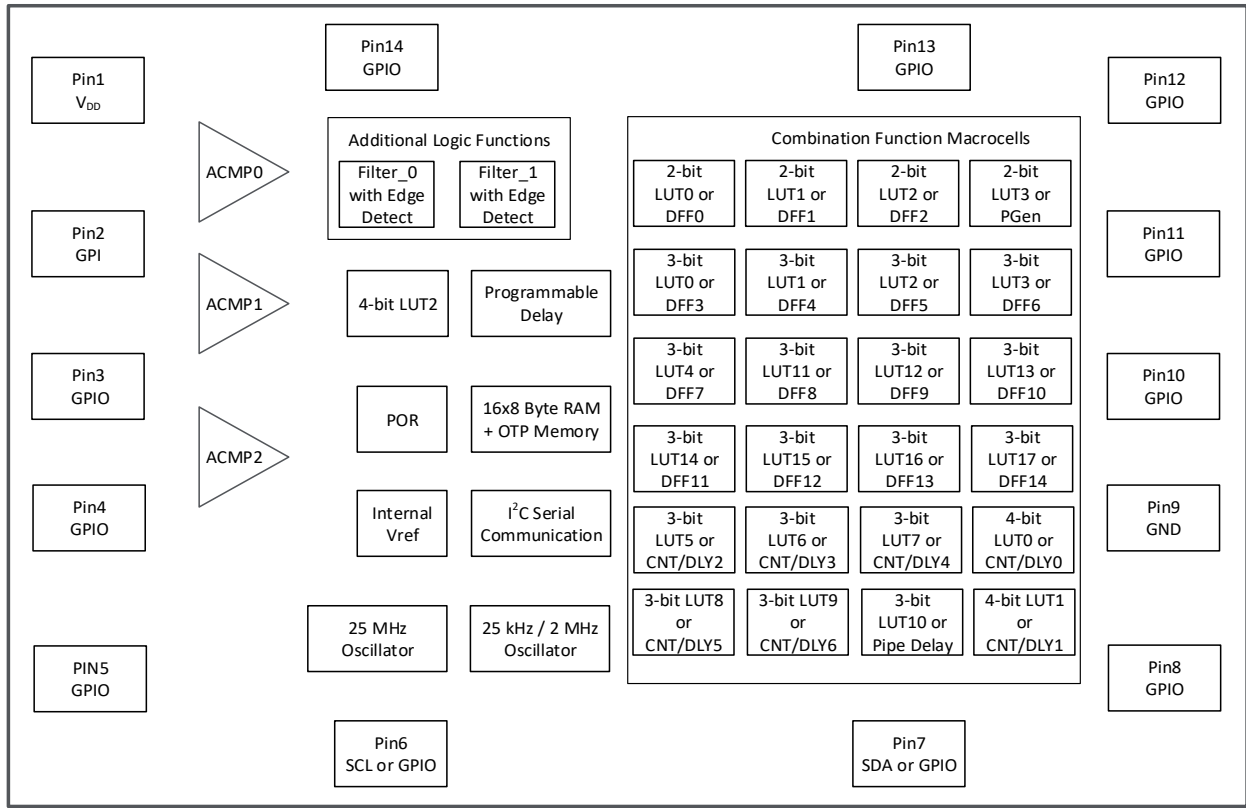 Pin14
GPIO
Pin13
GPIO
Pin1
VDD
Pin12
GPIO
ACMP0
Additional Logic Functions
Filter_0
with Edge
Detect
Filter_1
with Edge
Detect
Combination Function Macrocells
2-bit
LUT0 or
DFF0
2-bit
LUT1 or
DFF1
2-bit
LUT2 or
DFF2
2-bit
LUT3 or
PGen
Pin2
GPI
Pin11
GPIO
ACMP1
4-bit LUT2
Programmable
Delay
3-bit
LUT0 or
DFF3
3-bit
LUT1 or
DFF4
3-bit
LUT2 or
DFF5
3-bit
LUT3 or
DFF6
Pin3
GPIO
Pin10
GPIO
POR
16x8 Byte RAM
+ OTP Memory
3-bit
LUT4 or
DFF7
3-bit
LUT11 or
DFF8
3-bit
LUT12 or
DFF9
3-bit
LUT13 or
DFF10
ACMP2
3-bit
LUT14 or
DFF11
3-bit
LUT15 or
DFF12
3-bit
LUT16 or
DFF13
3-bit
LUT17 or
DFF14
Pin4
GPIO
Pin9
GND
Internal
Vref
I²C Serial
Communication
3-bit
LUT5 or
CNT/DLY2
3-bit
LUT6 or
CNT/DLY3
3-bit
LUT7 or
CNT/DLY4
4-bit
LUT0 or
CNT/DLY0
25 MHz
Oscillator
25 kHz / 2 MHz
Oscillator
3-bit LUT8
or
CNT/DLY5
3-bit LUT9
or
CNT/DLY6
3-bit
LUT10 or
Pipe Delay
4-bit LUT1
or
CNT/DLY1
PIN5
GPIO
Pin8
GPIO
Pin6
SCL or GPIO
Pin7
SDA or GPIO